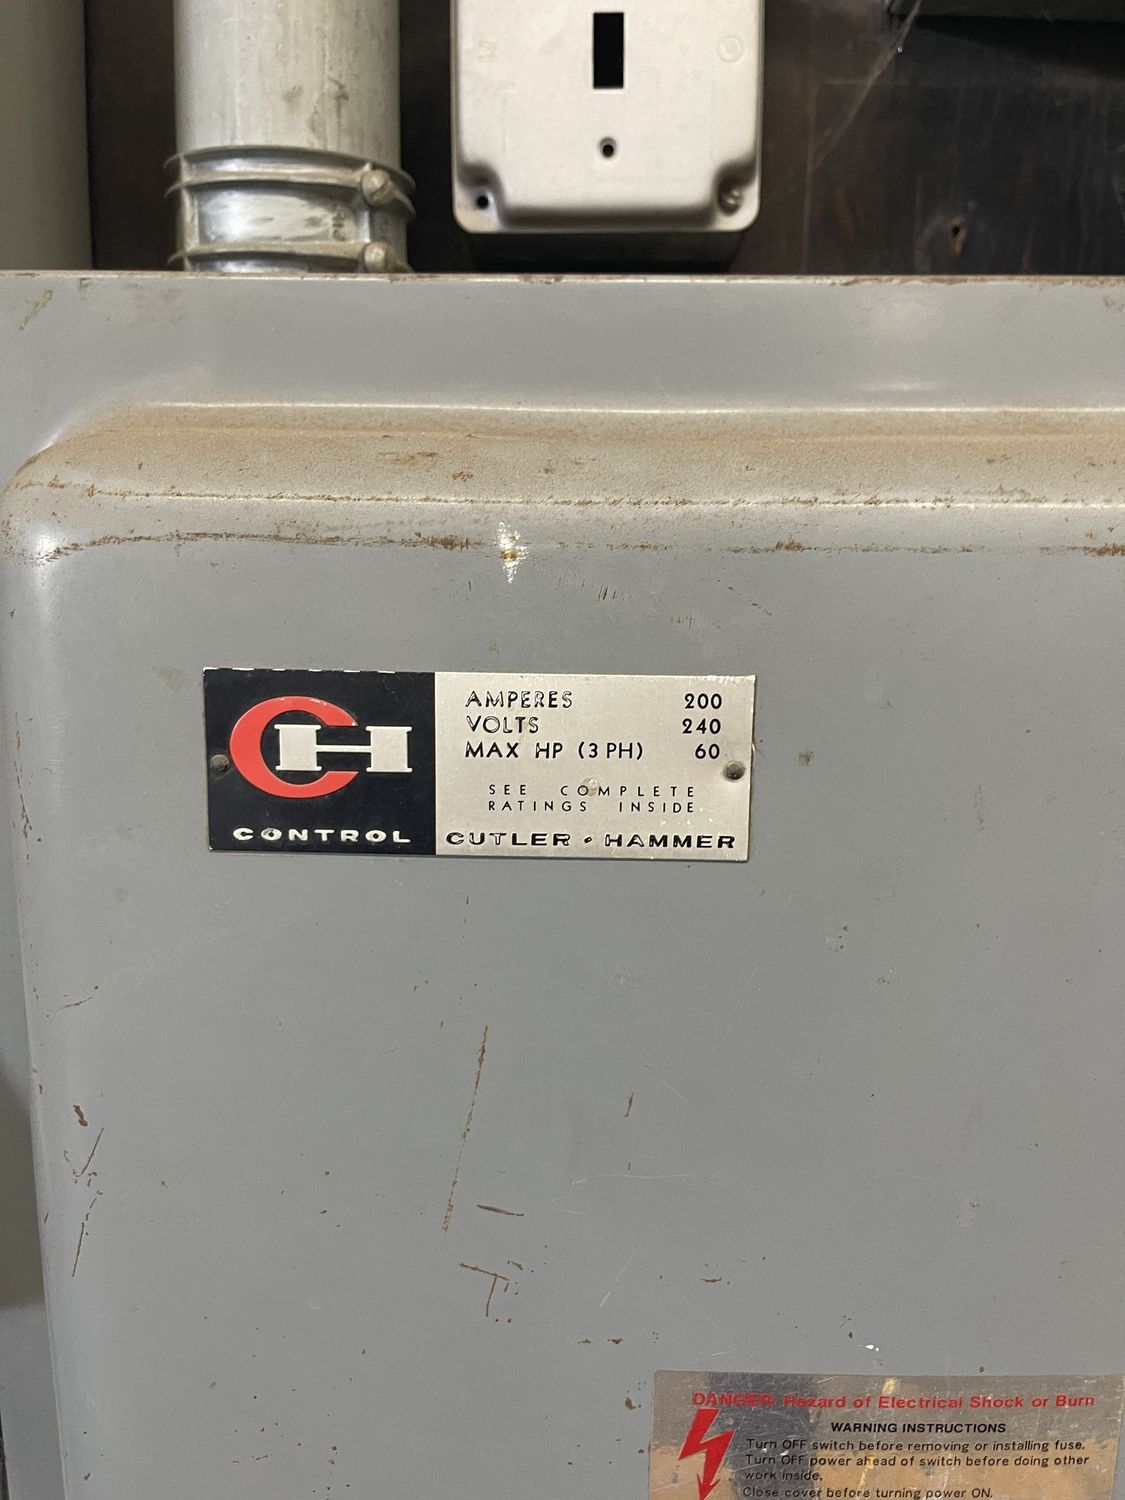 CH
CONTROL
AMPERES 200
VOLTS 240
MAX HP (3 PH) 60
SEE COMPLETE
RATINGS INSIDE
CUTLER • HAMMER
DANGER: Hazard of Electrical Shock or Burn
WARNING INSTRUCTIONS
Turn OFF switch before removing or installing fuse.
Turn OFF power ahead of switch before doing other
work inside.
Close cover before turning power ON.